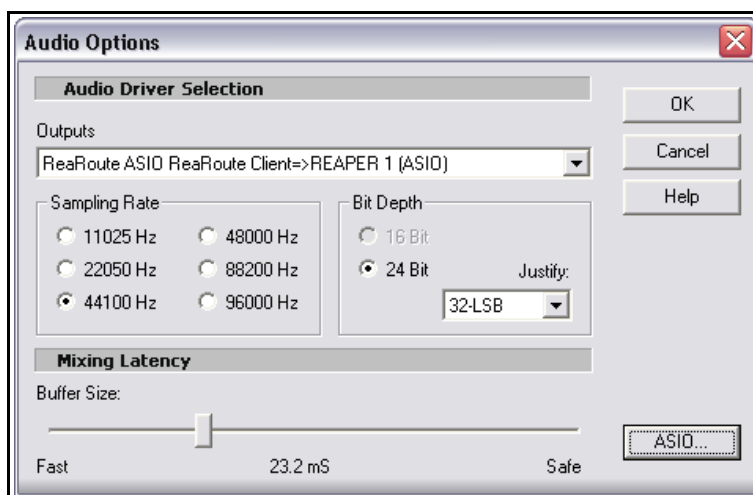 Audio Options
Audio Driver Selection
OK
Outputs
Cancel
ReaRoute ASIO ReaRoute Client=>REAPER 1 (ASIO)
Help
Sampling Rate
Bit Depth
11025 Hz
48000 Hz
16 Bit
22050 Hz
88200 Hz
24 Bit
Justify:
44100 Hz
96000 Hz
32-LSB
Mixing Latency
Buffer Size:
ASIO...
Fast
23.2 mS
Safe